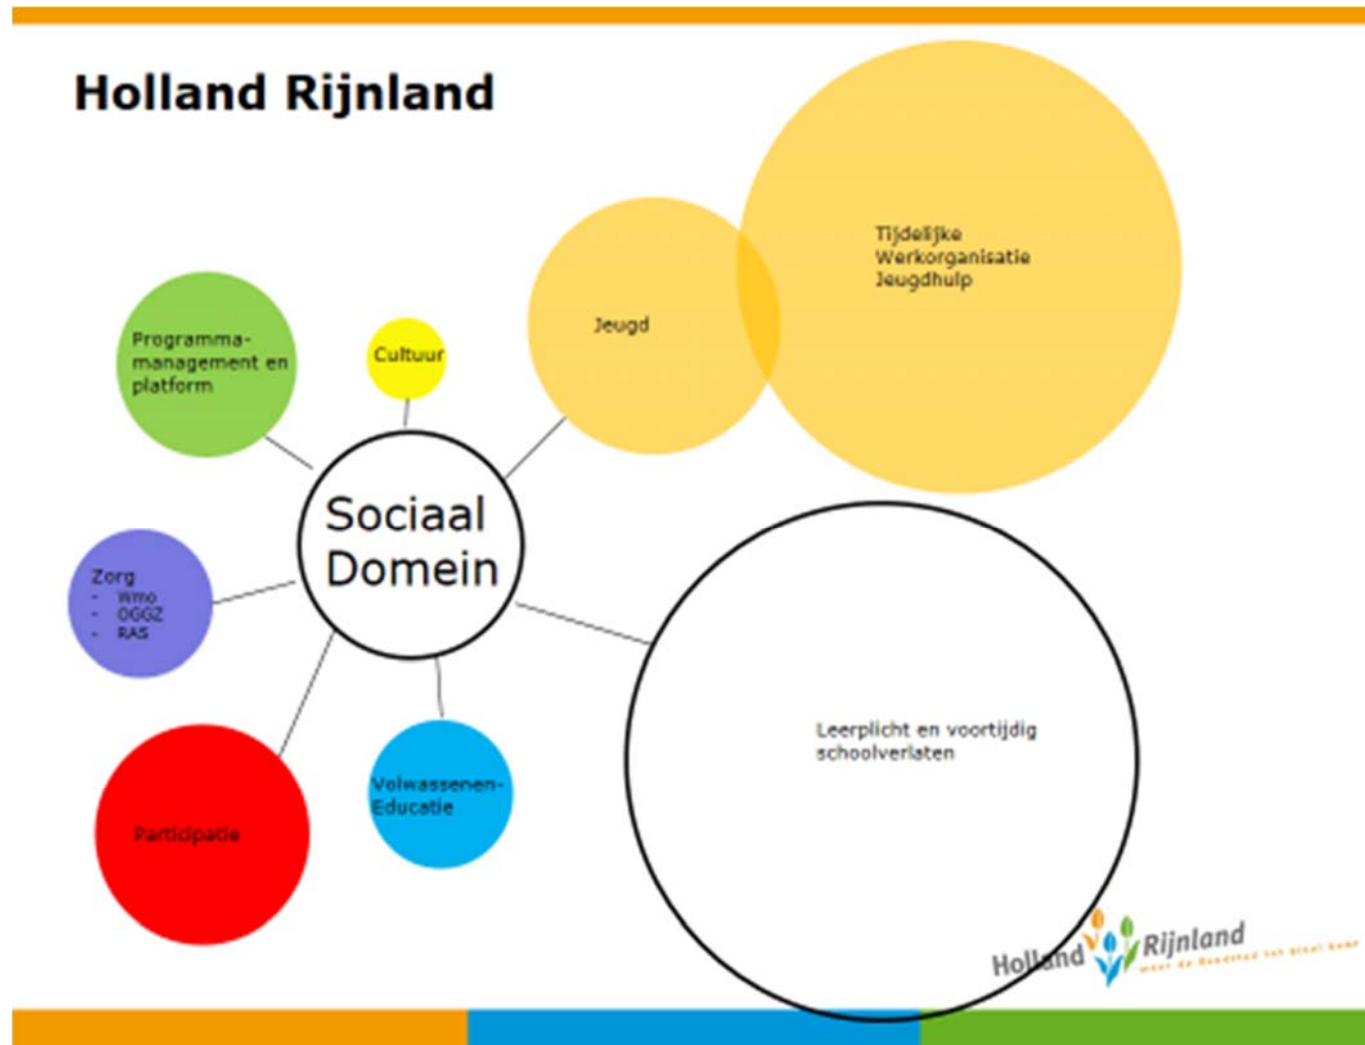 Holland Rijnland
Tijdelijke
Werkorganisatie
Jeugdhulp
Jeugd
Programma-
management en
platform
Cultuur
Sociaal
Domein
Zorg
- Wmo
- OGGZ
- RAS
Leerplicht en voortijdig
schoolverlaten
Volwassenen-
Educatie
Participatie
Holland Rijnland